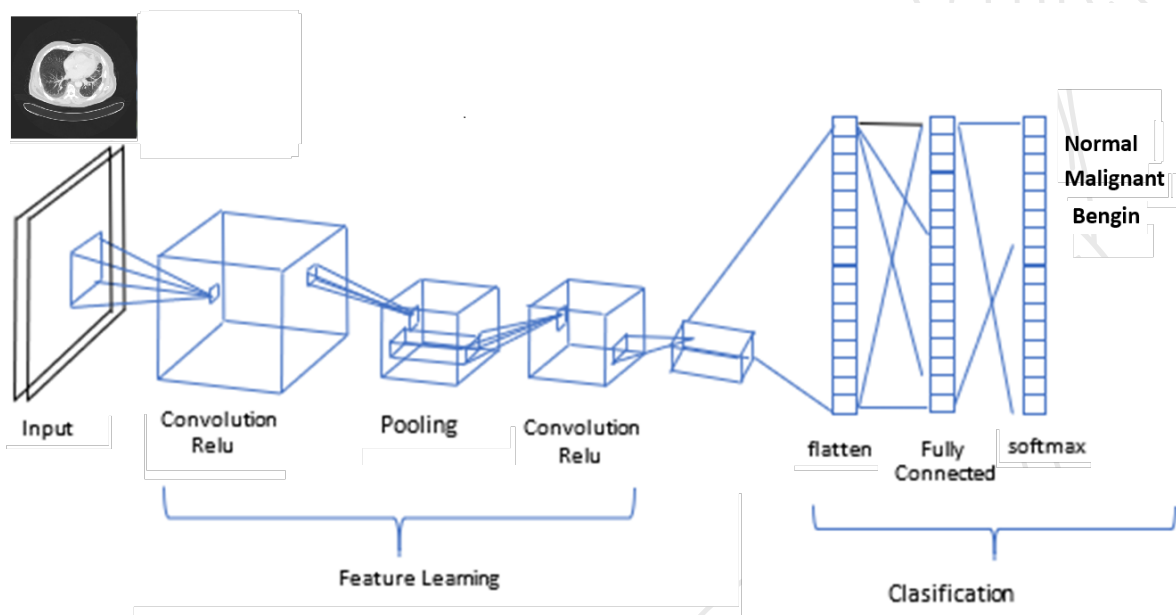 Normal
Malignant
Bengin
Input
Convolution
Relu
Pooling
Convolution
Relu
flatten
Fully
Connected
softmax
Feature Learning
Clasification